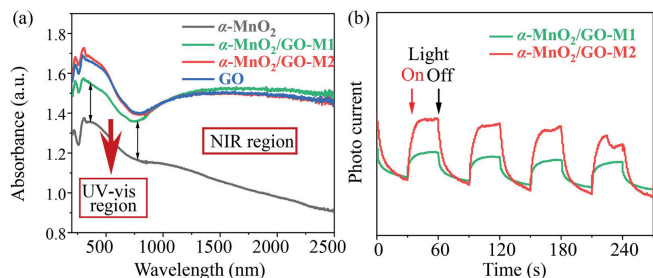 (a)
α-MnO₂
α-MnO₂/GO-M1
α-MnO₂/GO-M2
GO
1.8
1.6
1.4
1.2
1.0
0.8
Absorbance (a.u.)
NIR region
UV-vis
region
500 1000 1500 2000 2500
Wavelength (nm)
(b)
α-MnO₂/GO-M1
α-MnO₂/GO-M2
Light
On Off
Photo current
0 60 120 180 240
Time (s)